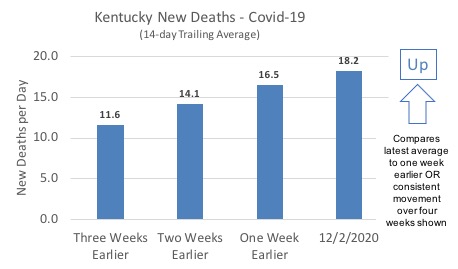 Kentucky New Deaths - Covid-19
(14-day Trailing Average)
New Deaths per Day
20.0
15.0
10.0
5.0
0.0
11.6
14.1
16.5
18.2
Three Weeks
Earlier
Two Weeks
Earlier
One Week
Earlier
12/2/2020
Up
Compares
latest average
to one week
earlier OR
consistent
movement
over four
weeks shown